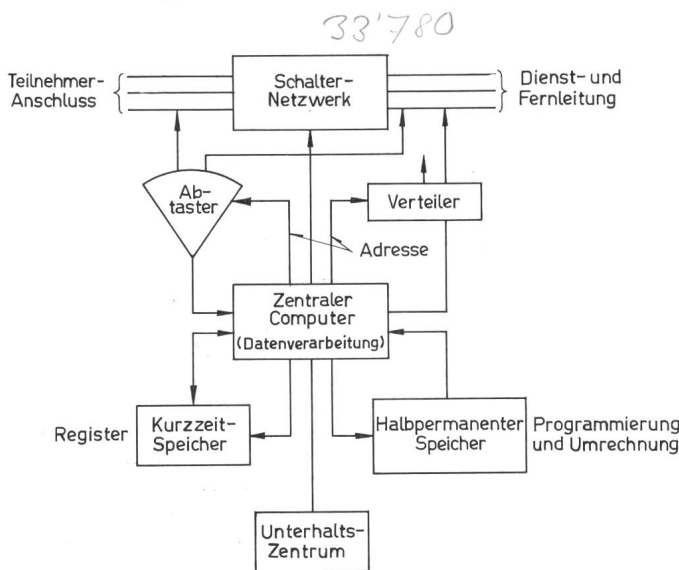 33'780
Teilnehmer-
Anschluss
Schalter-
Netzwerk
Dienst- und
Fernleitung
Ab-
taster
Verteiler
Adresse
Zentraler
Computer
(Datenverarbeitung)
Register
Kurzzeit-
Speicher
Halbpermanenter
Speicher
Programmierung
und Umrechnung
Unterhalts-
Zentrum